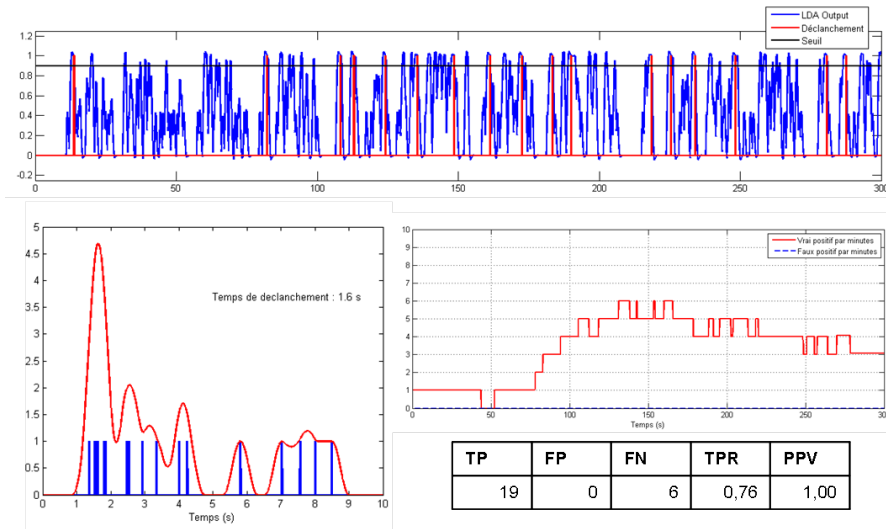 LDA Output
Déclanchement
Seuil
1.2
1
0.8
0.6
0.4
0.2
0
-0.2
0 50 100 150 200 250 300
5
4.5
4
3.5
3
2.5
2
1.5
1
0.5
0
Temps de declanchement : 1.6 s
0 1 2 3 4 5 6 7 8 9 10
Temps (s)
Vrai positif par minutes
Faux positif par minutes
10
9
8
7
6
5
4
3
2
1
0
0 50 100 150 200 250 300
Temps (s)
TP FP FN TPR PPV
19 0 6 0,76 1,00